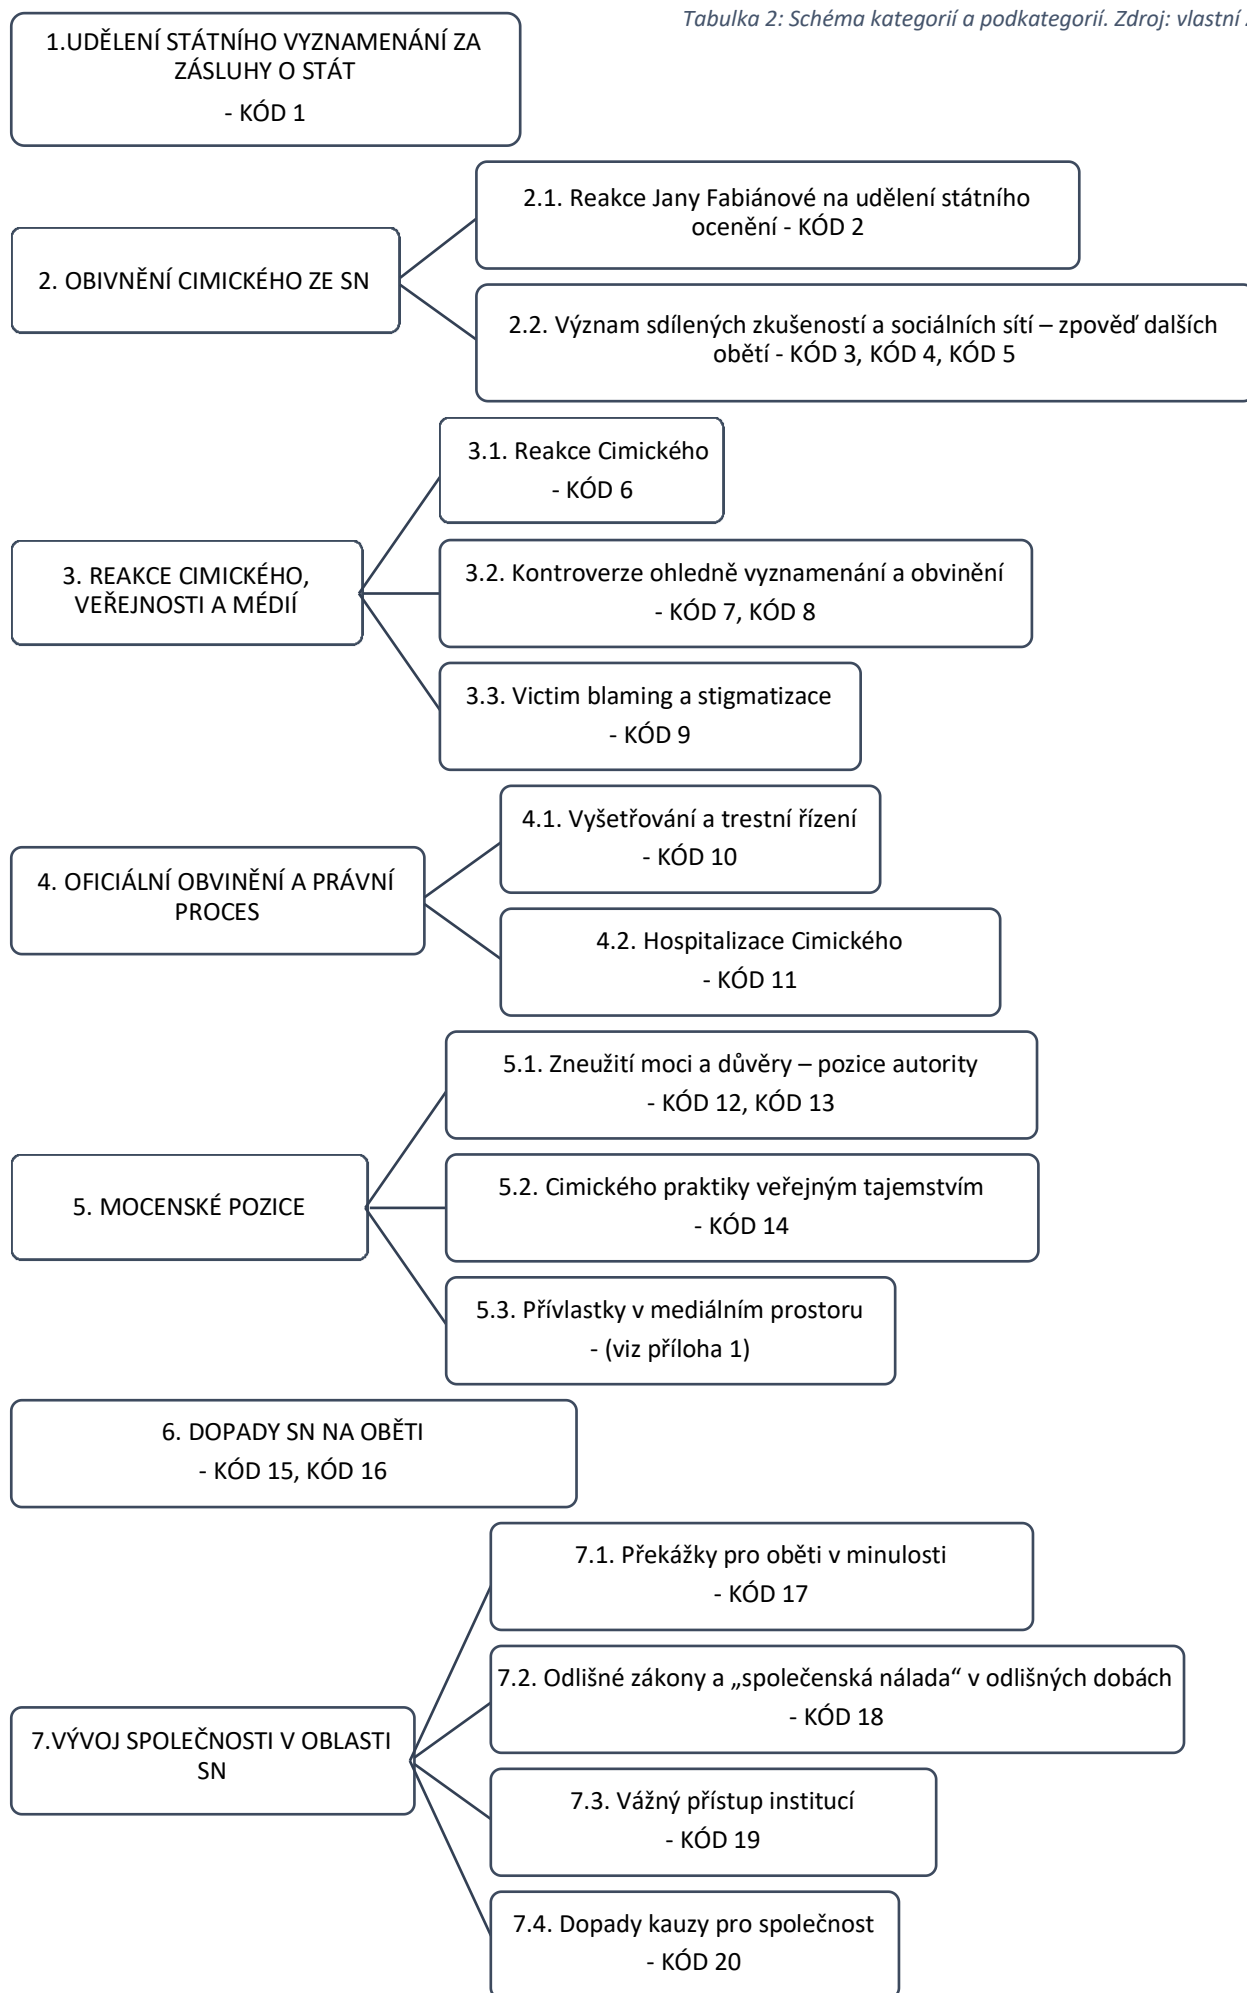 Tabulka 2: Schéma kategorií a podkategorií. Zdroj: vlastní
1.UDĚLENÍ STÁTNÍHO VYZNAMENÁNÍ ZA
ZÁSLUHY O STÁT
- KÓD 1
2. OBIVNĚNÍ CIMICKÉHO ZE SN
2.1. Reakce Jany Fabiánové na udělení státního
ocenění - KÓD 2
2.2. Význam sdílených zkušeností a sociálních sítí – zpověď dalších
obětí - KÓD 3, KÓD 4, KÓD 5
3. REAKCE CIMICKÉHO,
VEŘEJNOSTI A MÉDIÍ
3.1. Reakce Cimického
- KÓD 6
3.2. Kontroverze ohledně vyznamenání a obvinění
- KÓD 7, KÓD 8
3.3. Victim blaming a stigmatizace
- KÓD 9
4. OFICIÁLNÍ OBVINĚNÍ A PRÁVNÍ
PROCES
4.1. Vyšetřování a trestní řízení
- KÓD 10
4.2. Hospitalizace Cimického
- KÓD 11
5. MOCENSKÉ POZICE
5.1. Zneužití moci a důvěry – pozice autority
- KÓD 12, KÓD 13
5.2. Cimického praktiky veřejným tajemstvím
- KÓD 14
5.3. Přívlastky v mediálním prostoru
- (viz příloha 1)
6. DOPADY SN NA OBĚTI
- KÓD 15, KÓD 16
7.VÝVOJ SPOLEČNOSTI V OBLASTI
SN
7.1. Překážky pro oběti v minulosti
- KÓD 17
7.2. Odlišné zákony a „společenská nálada“ v odlišných dobách
- KÓD 18
7.3. Vážný přístup institucí
- KÓD 19
7.4. Dopady kauzy pro společnost
- KÓD 20